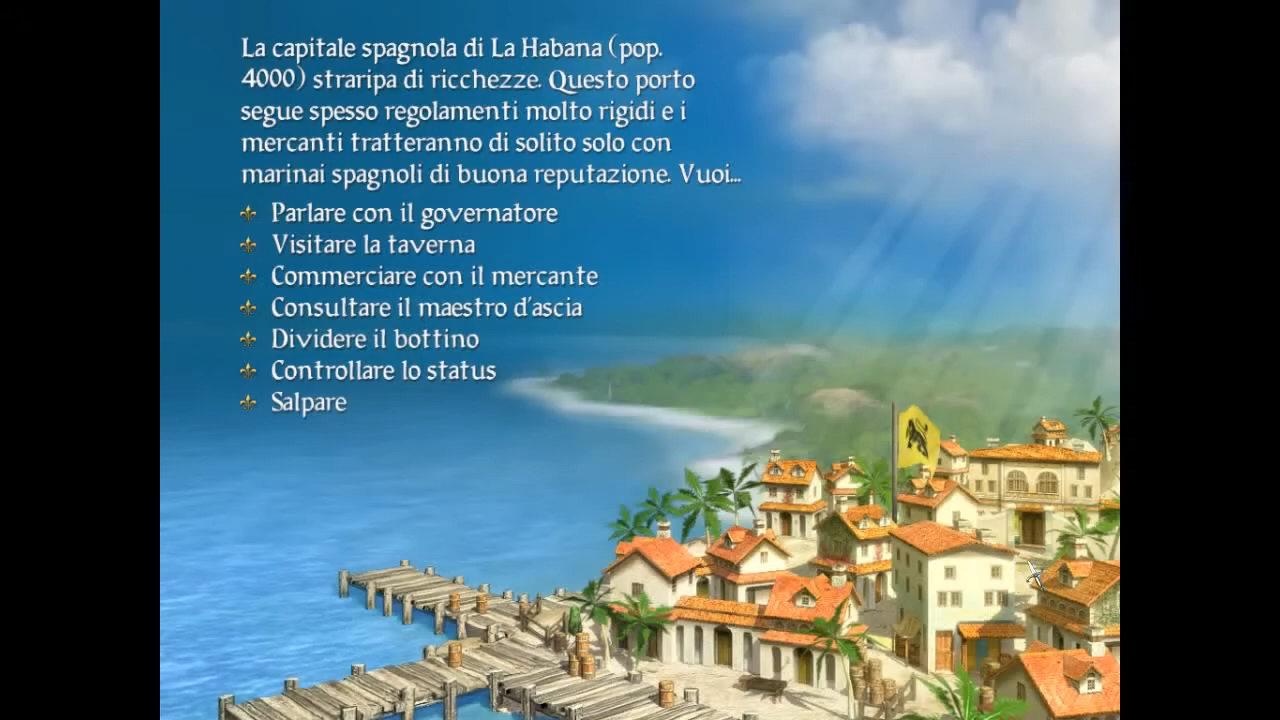 La capitale spagnola di La Habana (pop.
4000) straripa di ricchezze. Questo porto
segue spesso regolamenti molto rigidi e i
mercanti tratteranno di solito solo con
marinai spagnoli di buona reputazione. Vuoi...
Parlare con il governatore
Visitare la taverna
Commerciare con il mercante
Consultare il maestro d'ascia
Dividere il bottino
Controllare lo status
Salpare